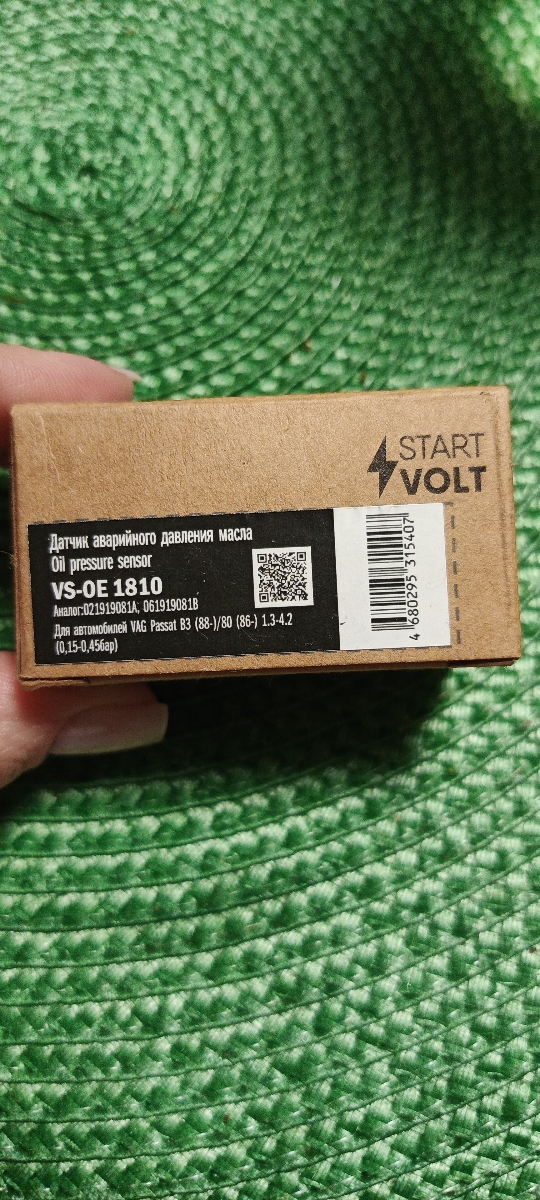 START
VOLT
Датчик аварийного давления масла
Oil pressure sensor
VS-OE 1810
Аналог:021919081A; 061919081B
Для автомобилей VAG Passat B3 (88-)/80 (86-) 1.3-4.2
(0,15-0,45бар)
4 680295 315407